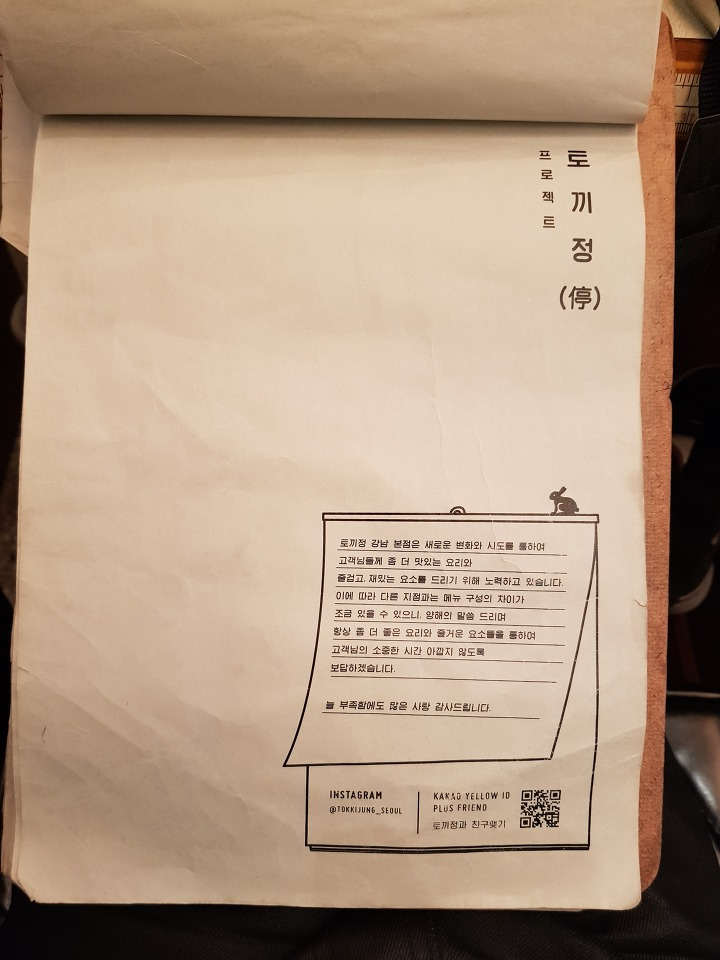 토끼정(停)
프로젝트
토끼정 강남 본점은 새로운 변화와 시도를 통하여
고객님들께 좀 더 맛있는 요리와
즐겁고, 재밌는 요소를 드리기 위해 노력하고 있습니다.
이에 따라 다른 지점과는 메뉴 구성의 차이가
조금 있을 수 있으니, 양해의 말씀 드리며
항상 좀 더 좋은 요리와 즐거운 요소들을 통하여
고객님의 소중한 시간 아깝지 않도록
보답하겠습니다.
늘 부족함에도 많은 사랑 감사드립니다.
INSTAGRAM
@TOKKIJUNG_SEOUL
KAKAO YELLOW ID
PLUS FRIEND
토끼정과 친구맺기